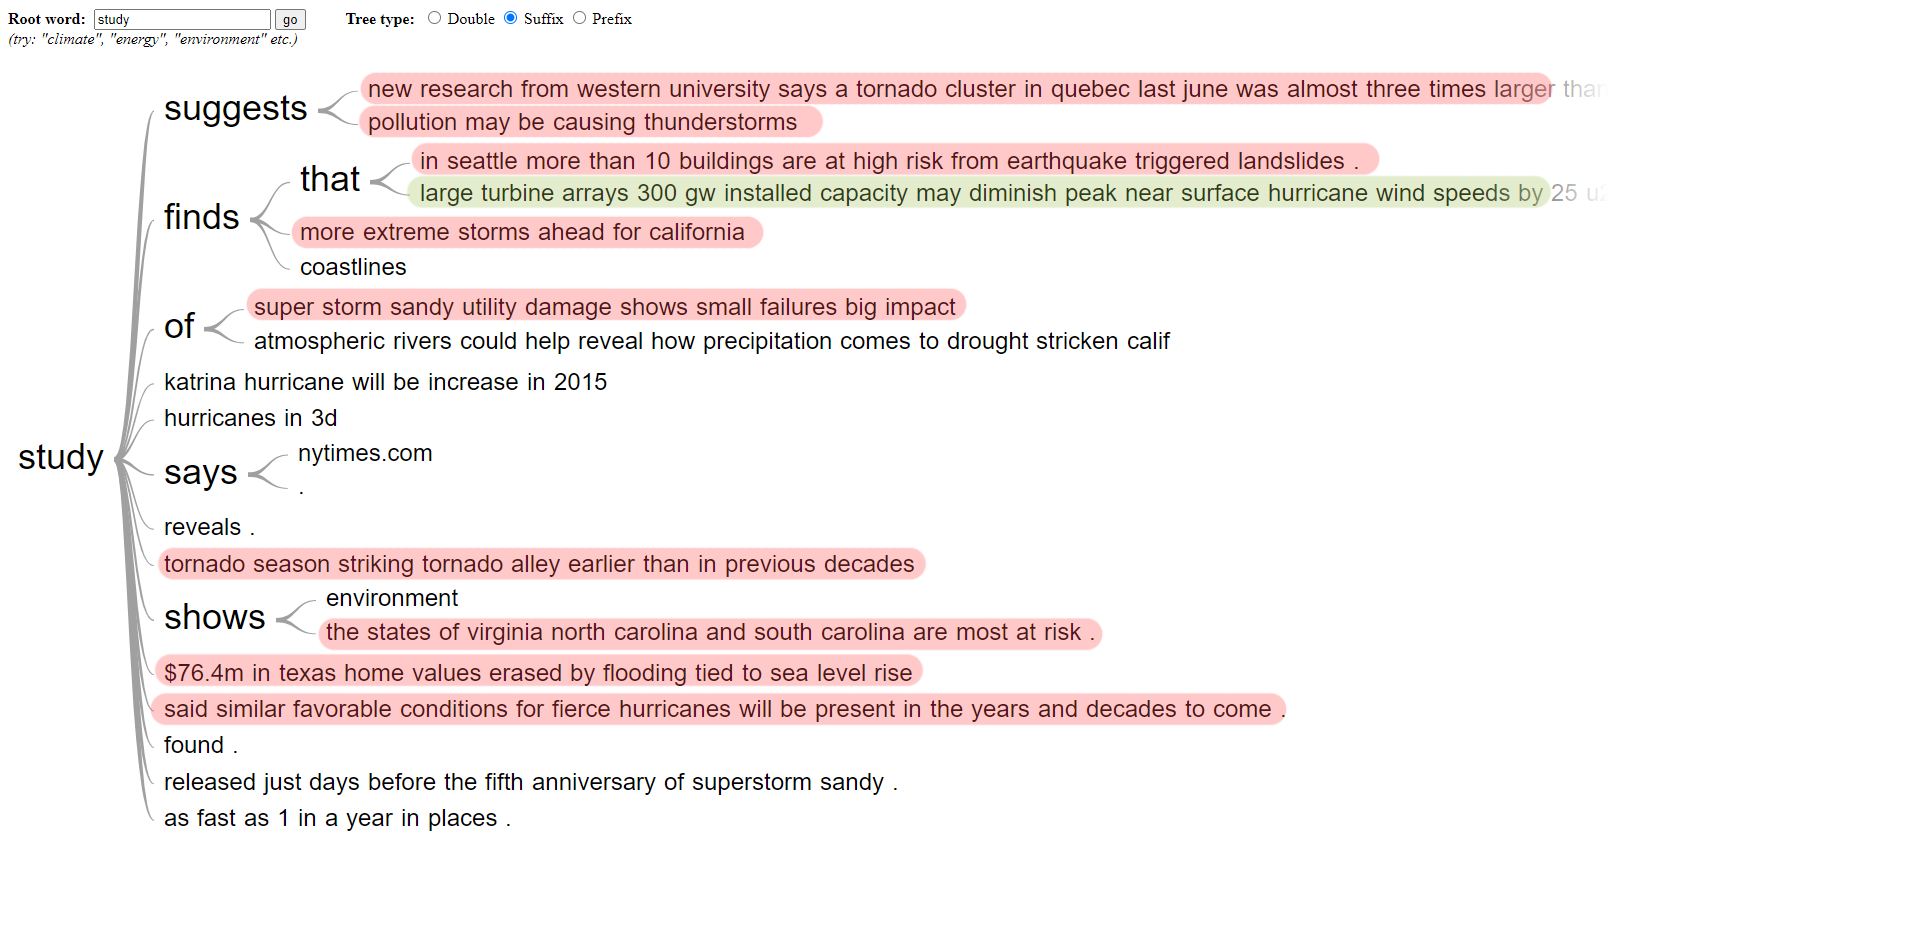 Root word: study go Tree type: Double Suffix Prefix
(try: "climate", "energy", "environment" etc.)
suggests
new research from western university says a tornado cluster in quebec last june was almost three times larger than
pollution may be causing thunderstorms
finds
that
in seattle more than 10 buildings are at high risk from earthquake triggered landslides .
large turbine arrays 300 gw installed capacity may diminish peak near surface hurricane wind speeds by 25
more extreme storms ahead for california
coastlines
of
super storm sandy utility damage shows small failures big impact
atmospheric rivers could help reveal how precipitation comes to drought stricken calif
katrina hurricane will be increase in 2015
hurricanes in 3d
study
says
nytimes.com
.
reveals .
tornado season striking tornado alley earlier than in previous decades
shows
environment
the states of virginia north carolina and south carolina are most at risk .
$76.4m in texas home values erased by flooding tied to sea level rise
said similar favorable conditions for fierce hurricanes will be present in the years and decades to come .
found .
released just days before the fifth anniversary of superstorm sandy .
as fast as 1 in a year in places .